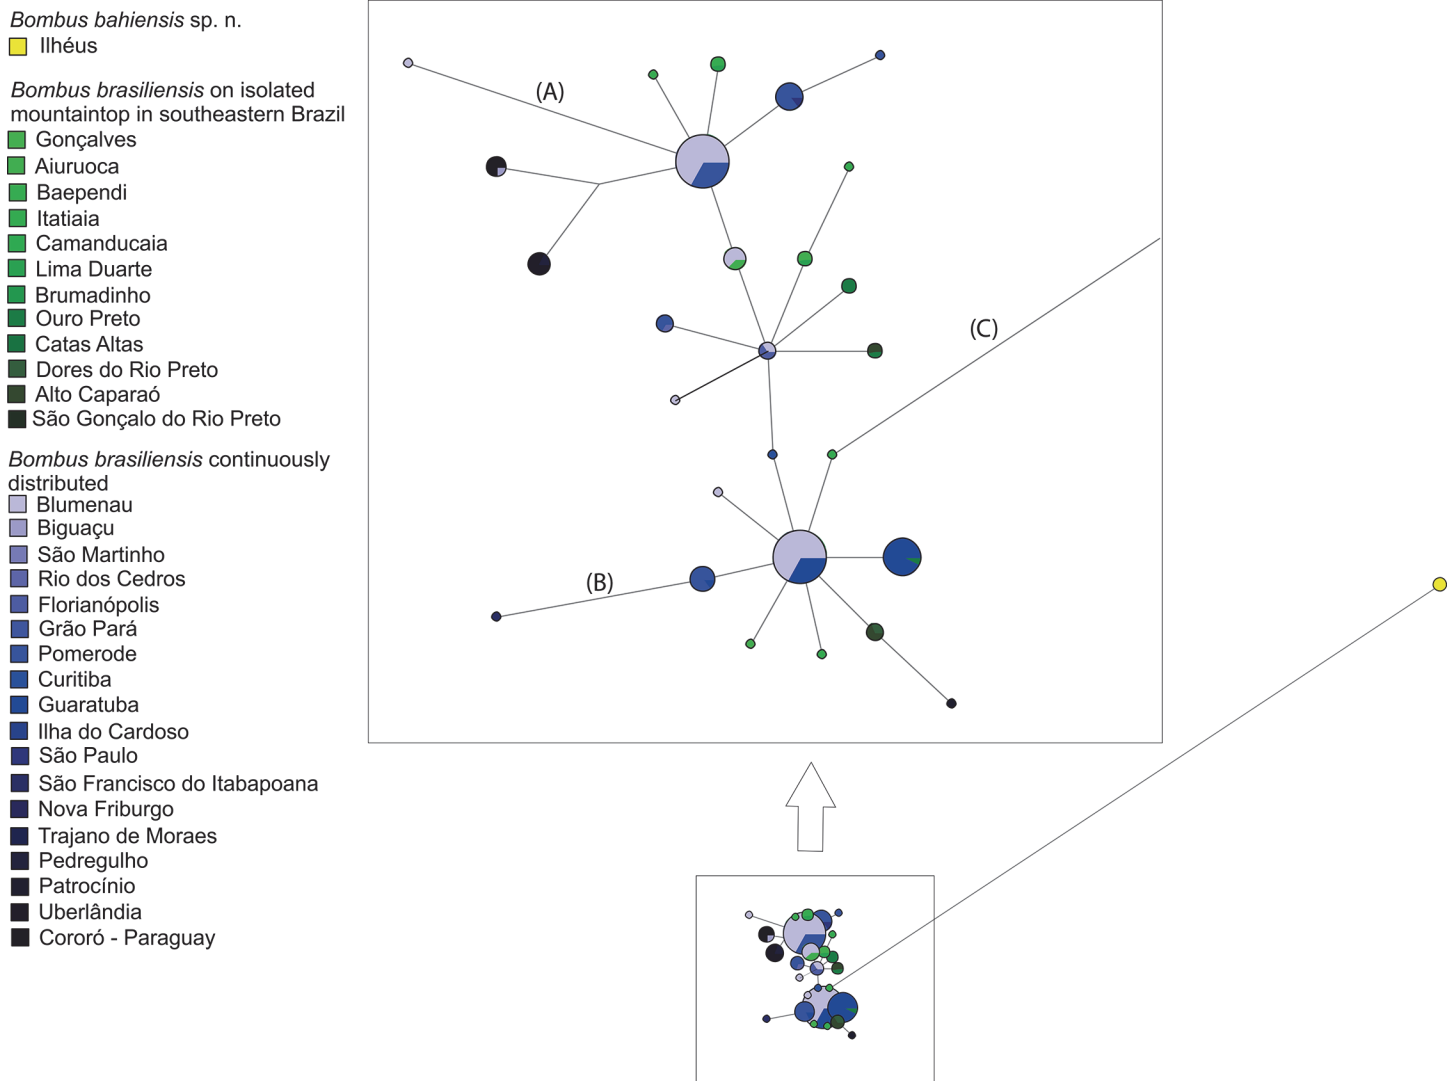 Bombus bahiensis sp. n.
Ilhéus
Bombus brasiliensis on isolated
mountaintop in southeastern Brazil
Gonçalves
Aiuruoca
Baependi
Itatiaia
Camanducaia
Lima Duarte
Brumadinho
Ouro Preto
Catas Altas
Dores do Rio Preto
Alto Caparaó
São Gonçalo do Rio Preto
Bombus brasiliensis continuously
distributed
Blumenau
Biguaçu
São Martinho
Rio dos Cedros
Florianópolis
Grão Pará
Pomerode
Curitiba
Guaratuba
Ilha do Cardoso
São Paulo
São Francisco do Itabapoana
Nova Friburgo
Trajano de Moraes
Pedregulho
Patrocínio
Uberlândia
Cororó - Paraguay
(A)
(C)
(B)